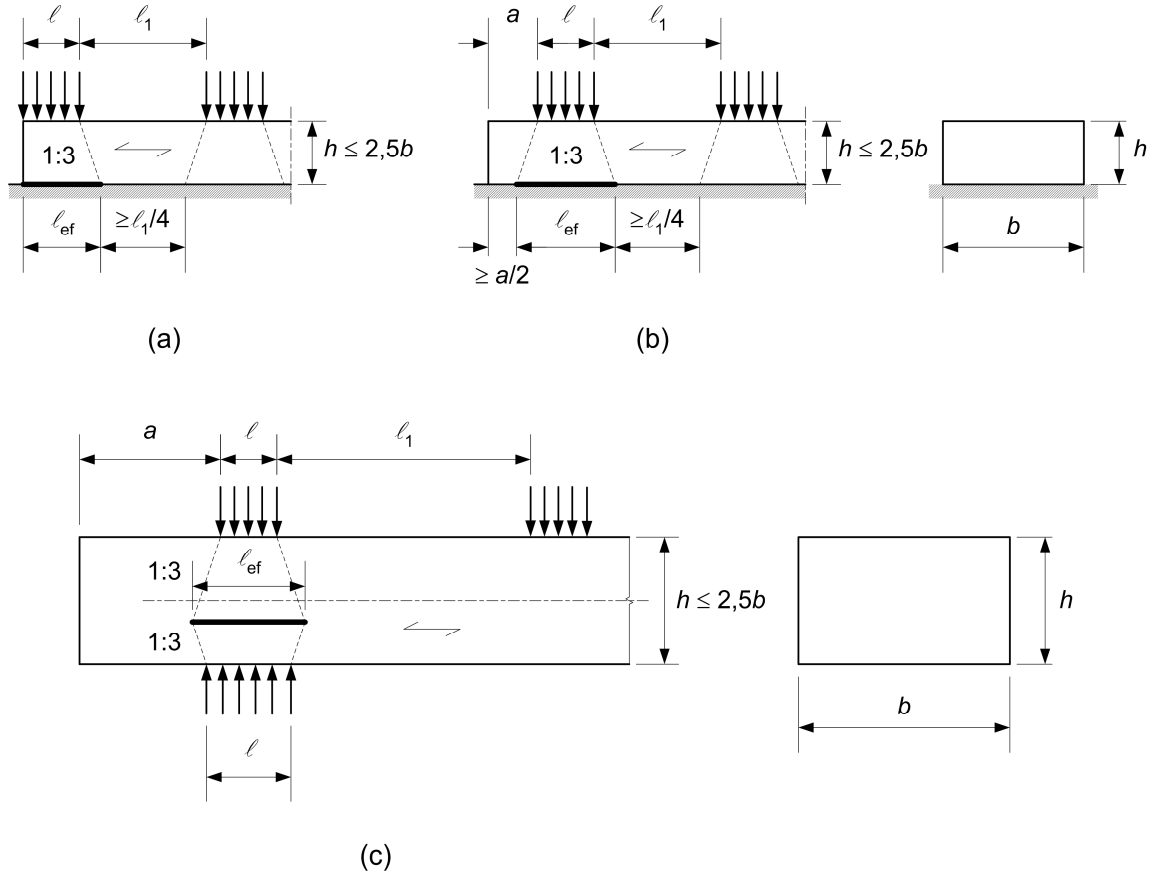 ℓ ℓ1 a ℓ ℓ1
1:3 h ≤ 2,5b 1:3 h ≤ 2,5b h
ℓef ≥ℓ1/4 ℓef ≥ℓ1/4 b
≥ a/2
(a) (b)
a ℓ ℓ1
1:3 ℓef
h ≤ 2,5b h
1:3
b
ℓ
(c)